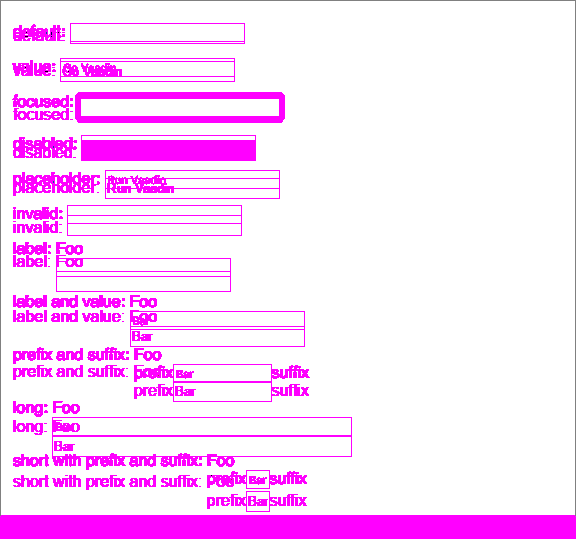 default:
default:
value: Go Vaadin
value: Go Vaadin
focused:
focused:
disabled:
disabled:
placeholder: Run Vaadin
placeholder: Run Vaadin
invalid:
invalid:
label: Foo
label: Foo
label and value: Foo
label and value: Foo Bar
Bar
prefix and suffix: Foo
prefix and suffix: Foo prefix Bar suffix
prefix Bar suffix
long: Foo
long: Foo Bar
Bar
short with prefix and suffix: Foo
short with prefix and suffix: Foo prefix Bar suffix
prefix Bar suffix